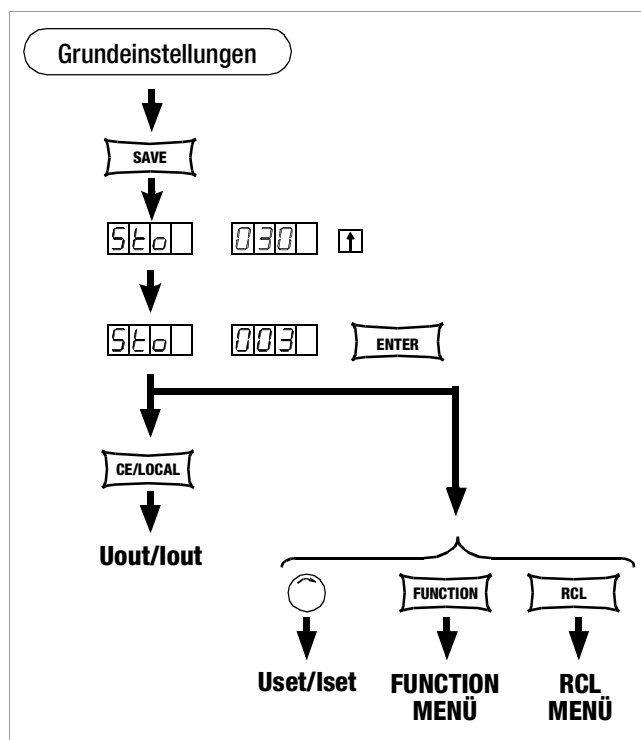 Grundeinstellungen
SAVE
Sto 030
Sto 003 ENTER
CE/LOCAL
Uout/Iout
FUNCTION RCL
Uset/Iset FUNCTION MENÜ RCL MENÜ